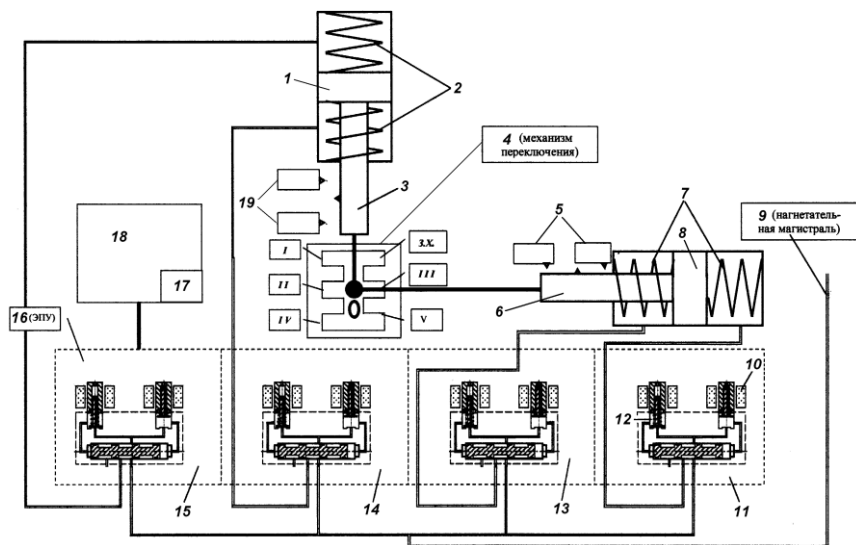 1
2
4 (механизм
переключения)
3
19
5
7
8
9 (нагнетатель-
ная магистраль)
18
17
I
З.Х.
II
III
IV
V
6
16 (ЭПУ)
10
12
15
14
13
11